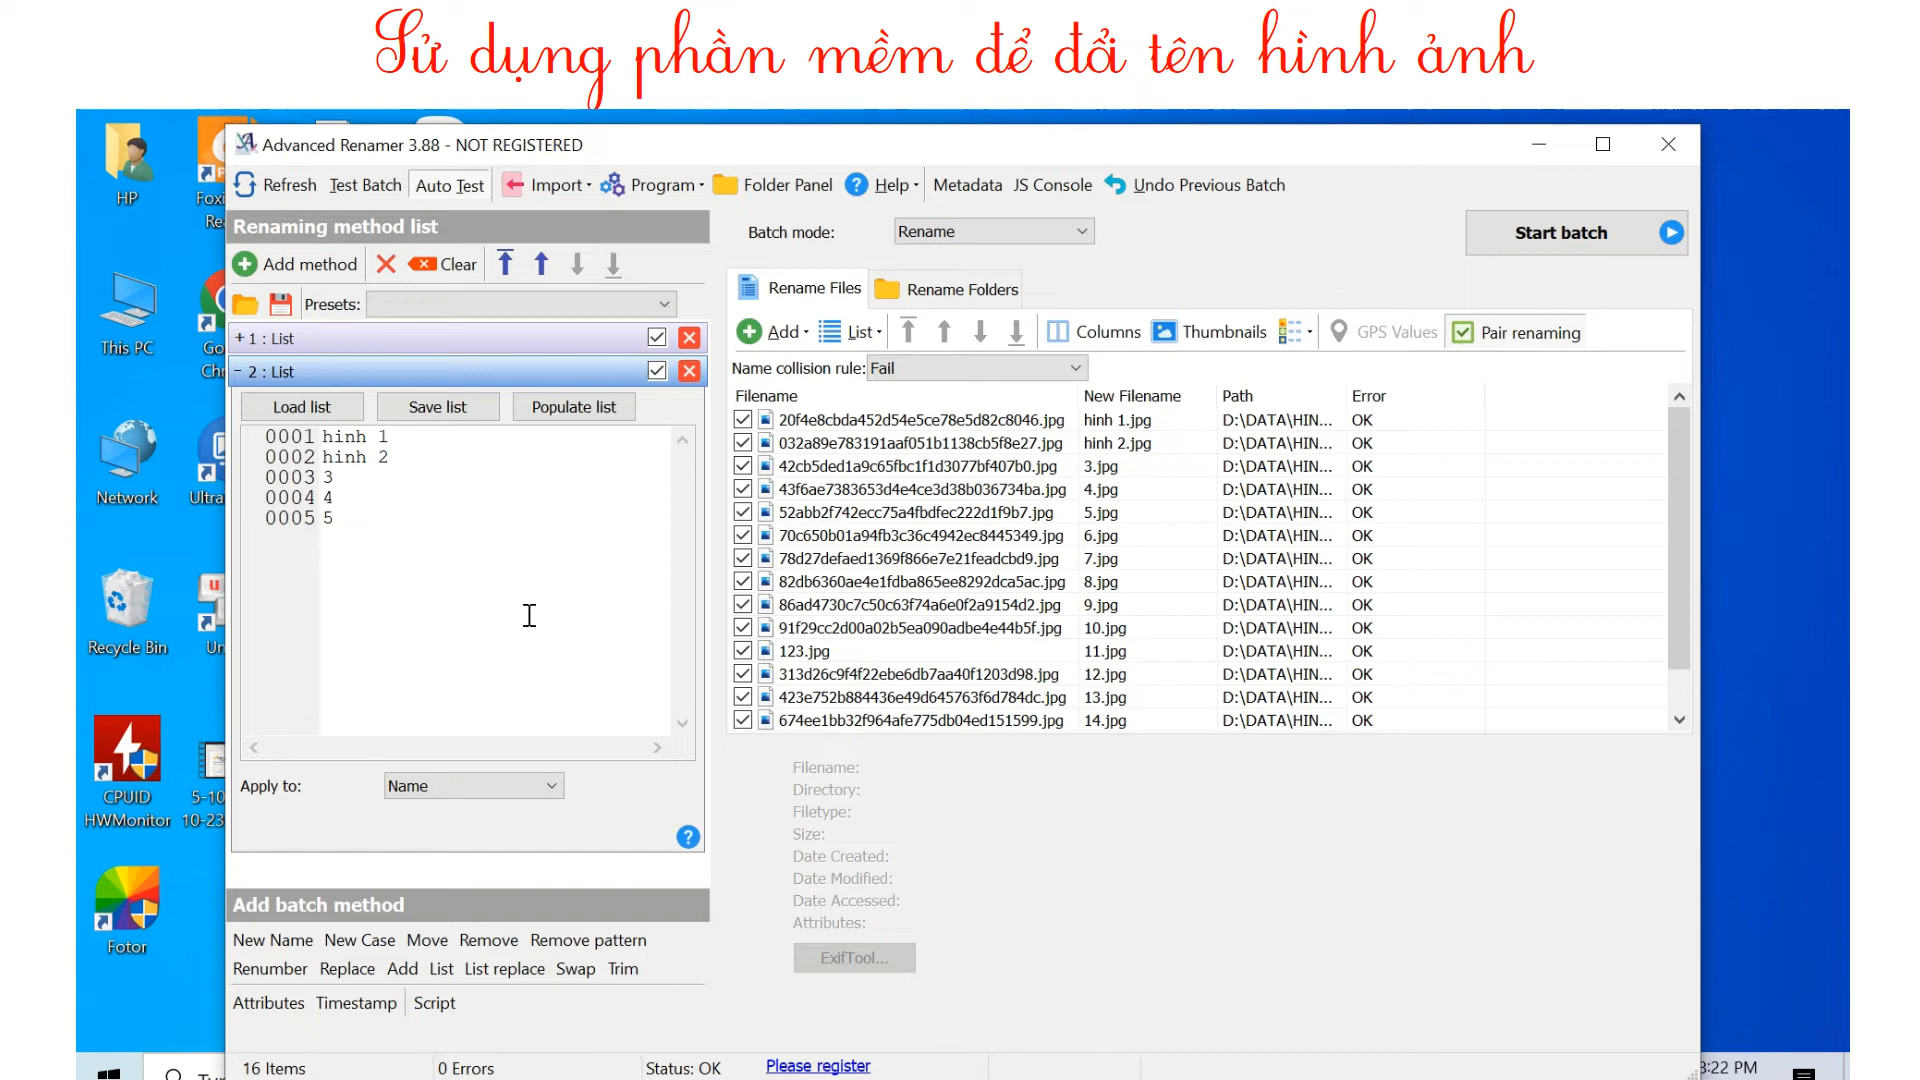 Sử dụng phần mềm để đổi tên hình ảnh
Advanced Renamer 3.88 - NOT REGISTERED
Refresh Test Batch Auto Test Import Program Folder Panel Help Metadata JS Console Undo Previous Batch
Renaming method list
Add method Clear
Presets:
1 : List
2 : List
Load list Save list Populate list
0001 hinh 1
0002 hinh 2
0003 3
0004 4
0005 5
Apply to: Name
Add batch method
New Name New Case Move Remove Remove pattern
Renumber Replace Add List List replace Swap Trim
Attributes Timestamp Script
Batch mode: Rename
Start batch
Rename Files Rename Folders
Add List Columns Thumbnails GPS Values Pair renaming
Name collision rule: Fail
Filename New Filename Path Error
20f4e8cbda452d54e5ce78e5d82c8046.jpg hinh 1.jpg D:\DATA\HIN... OK
032a89e783191aaf051b1138cb5f8e27.jpg hinh 2.jpg D:\DATA\HIN... OK
42cb5ded1a9c65fbc1f1d3077bf407b0.jpg 3.jpg D:\DATA\HIN... OK
43f6ae7383653d4e4ce3d38b036734ba.jpg 4.jpg D:\DATA\HIN... OK
52abb2f742ecc75a4fbdfec222d1f9b7.jpg 5.jpg D:\DATA\HIN... OK
70c650b01a94fb3c36c4942ec8445349.jpg 6.jpg D:\DATA\HIN... OK
78d27defaed1369f866e7e21feadcbd9.jpg 7.jpg D:\DATA\HIN... OK
82db6360ae4e1fdba865ee8292dca5ac.jpg 8.jpg D:\DATA\HIN... OK
86ad4730c7c50c63f74a6e0f2a9154d2.jpg 9.jpg D:\DATA\HIN... OK
91f29cc2d00a02b5ea090adbe4e44b5f.jpg 10.jpg D:\DATA\HIN... OK
123.jpg 11.jpg D:\DATA\HIN... OK
313d26c9f4f22ebe6db7aa40f1203d98.jpg 12.jpg D:\DATA\HIN... OK
423e752b884436e49d645763f6d784dc.jpg 13.jpg D:\DATA\HIN... OK
674ee1bb32f964afe775db04ed151599.jpg 14.jpg D:\DATA\HIN... OK
Filename:
Directory:
Filetype:
Size:
Date Created:
Date Modified:
Date Accessed:
Attributes:
ExifTool...
16 Items 0 Errors Status: OK Please register
HP
This PC
Network
Recycle Bin
CPUID
HWMonitor
Fotor
:22 PM